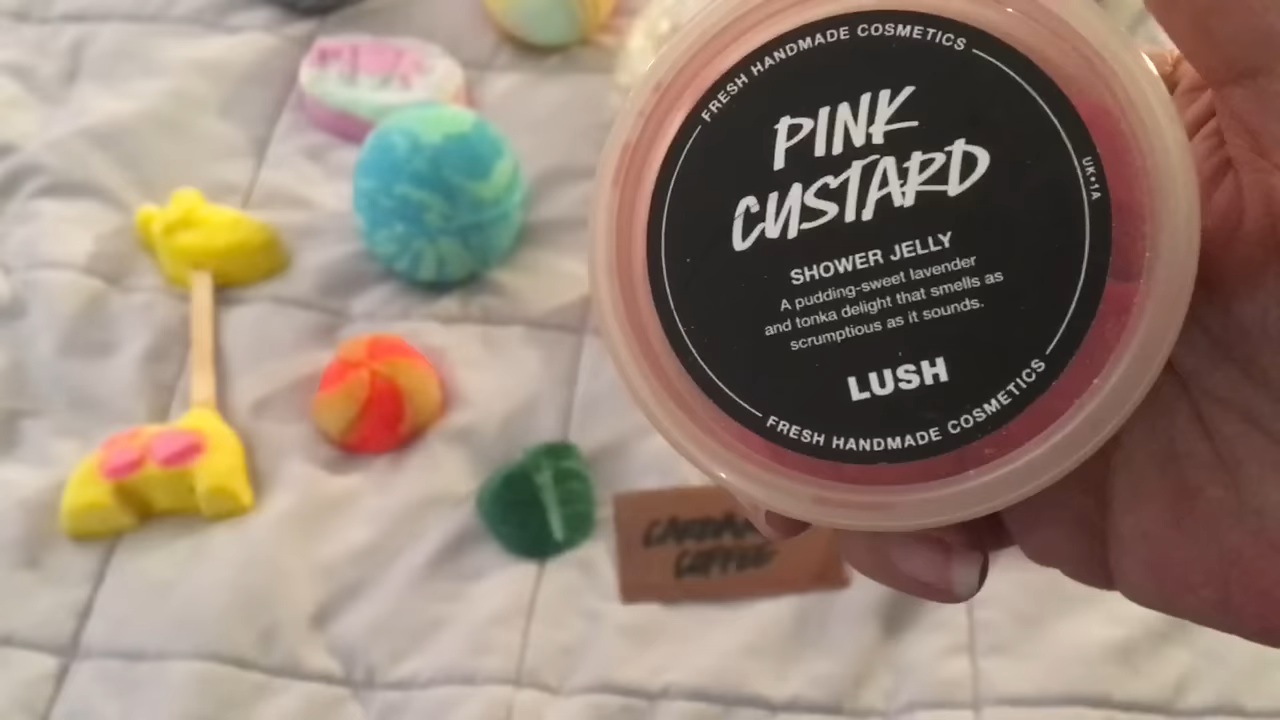 FRESH HANDMADE COSMETICS
PINK
CUSTARD
UK•1A
SHOWER JELLY
A pudding-sweet lavender
and tonka delight that smells as
scrumptious as it sounds.
LUSH
FRESH HANDMADE COSMETICS
COFFEE